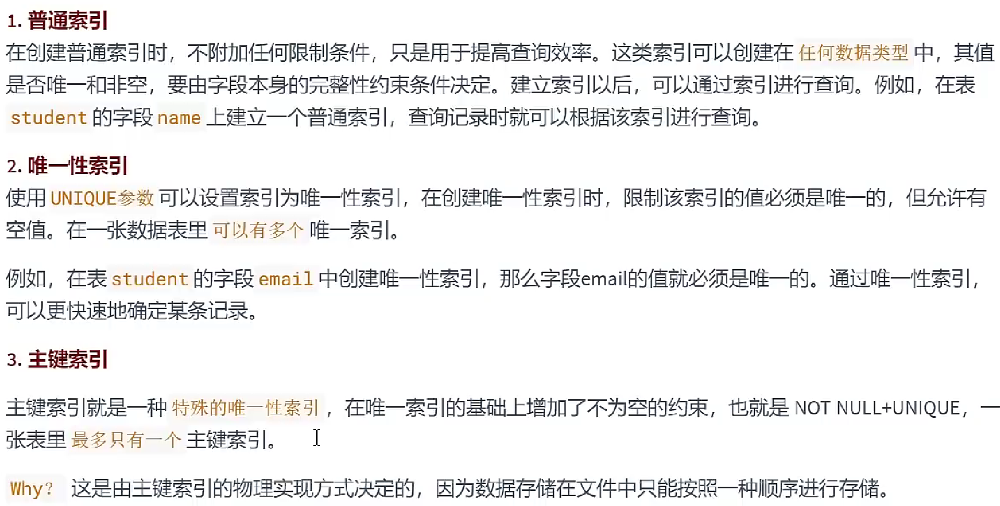 1. 普通索引
在创建普通索引时，不附加任何限制条件，只是用于提高查询效率。这类索引可以创建在 任何数据类型 中，其值
是否唯一和非空，要由字段本身的完整性约束条件决定。建立索引以后，可以通过索引进行查询。例如，在表
student 的字段 name 上建立一个普通索引，查询记录时就可以根据该索引进行查询。
2. 唯一性索引
使用 UNIQUE参数 可以设置索引为唯一性索引，在创建唯一性索引时，限制该索引的值必须是唯一的，但允许有
空值。在一张数据表里 可以有多个 唯一索引。
例如，在表 student 的字段 email 中创建唯一性索引，那么字段email的值就必须是唯一的。通过唯一性索引，
可以更快速地确定某条记录。
3. 主键索引
主键索引就是一种 特殊的唯一性索引 ，在唯一索引的基础上增加了不为空的约束，也就是 NOT NULL+UNIQUE，一
张表里 最多只有一个 主键索引。
Why? 这是由主键索引的物理实现方式决定的，因为数据存储在文件中只能按照一种顺序进行存储。